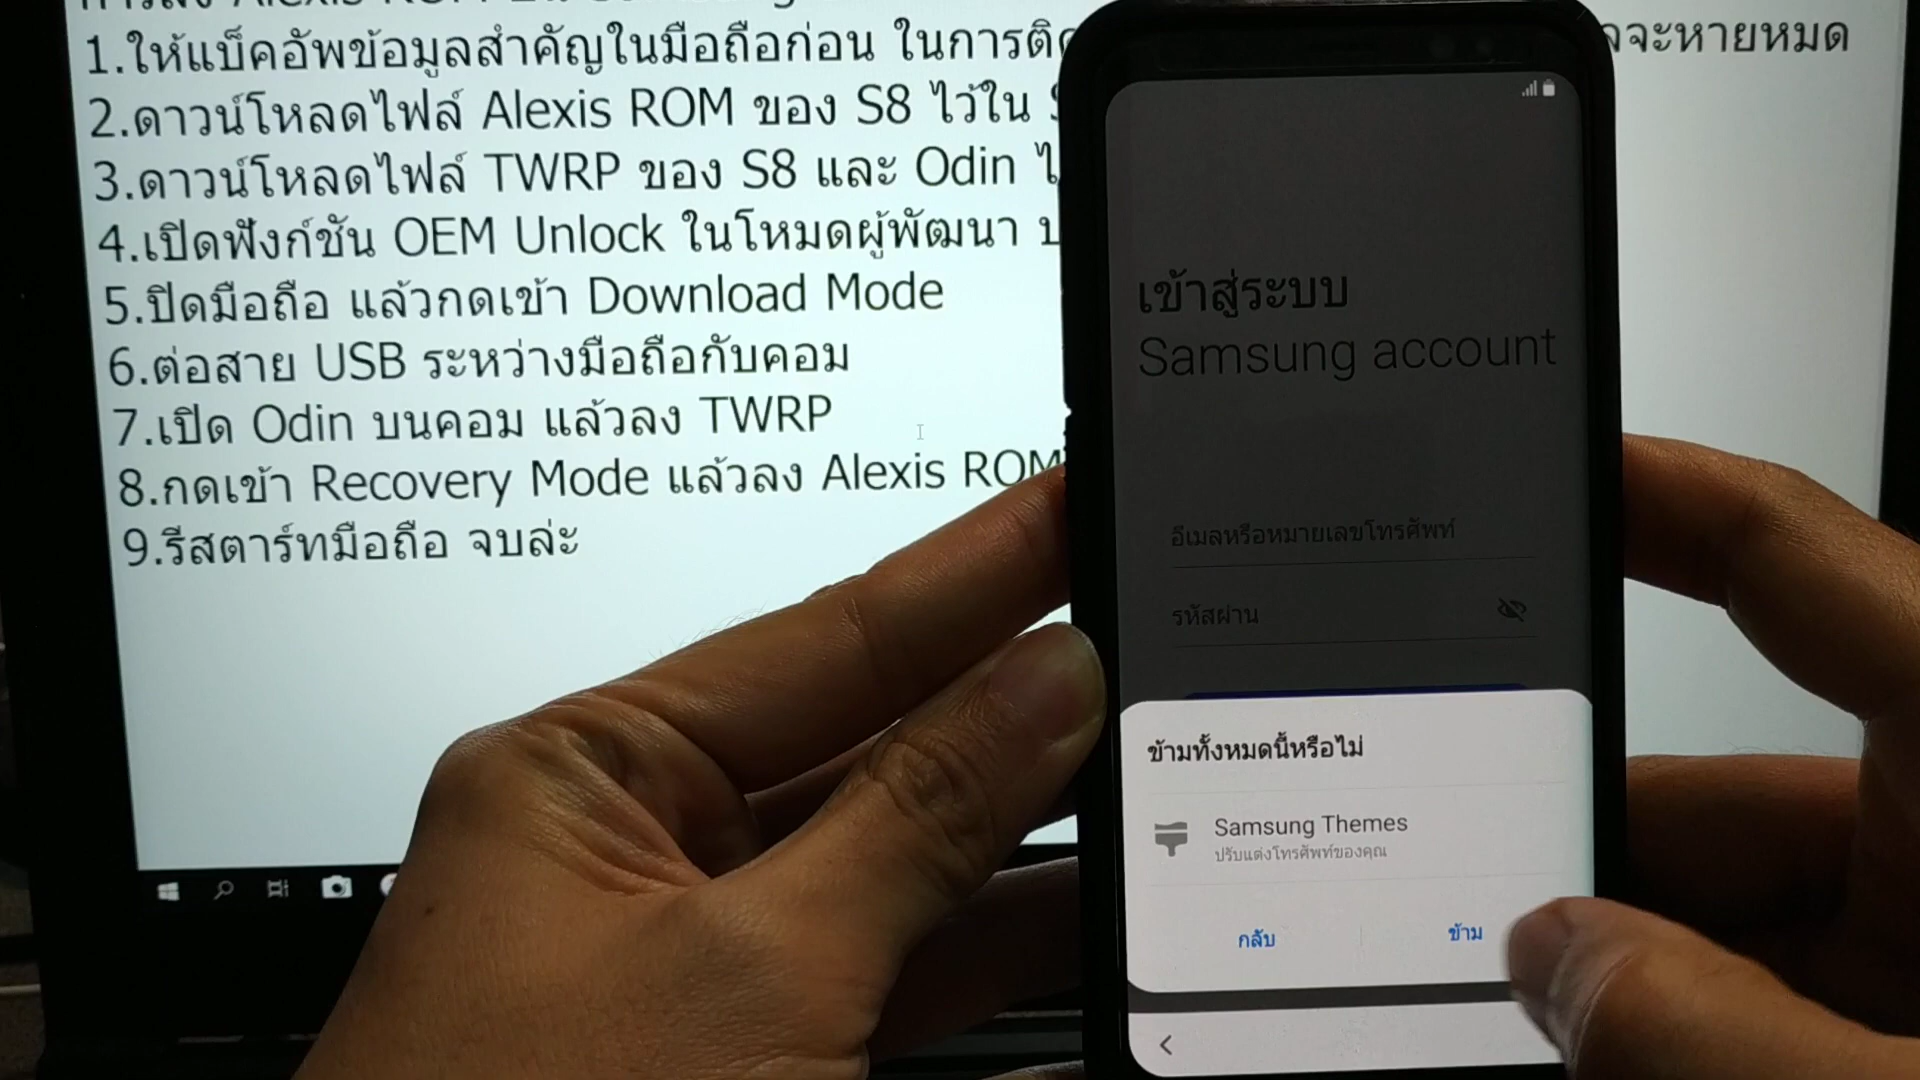 1.ให้แบ็คอัพข้อมูลสำคัญในมือถือก่อน ในการติด จะหายหมด
2.ดาวน์โหลดไฟล์ Alexis ROM ของ S8 ไว้ใน
3.ดาวน์โหลดไฟล์ TWRP ของ S8 และ Odin
4.เปิดฟังก์ชัน OEM Unlock ในโหมดผู้พัฒนา
5.ปิดมือถือ แล้วกดเข้า Download Mode
6.ต่อสาย USB ระหว่างมือถือกับคอม
7.เปิด Odin บนคอม แล้วลง TWRP
8.กดเข้า Recovery Mode แล้วลง Alexis ROM
9.รีสตาร์ทมือถือ จบล่ะ
เข้าสู่ระบบ
Samsung account
อีเมลหรือหมายเลขโทรศัพท์
รหัสผ่าน
ข้ามทั้งหมดนี้หรือไม่
Samsung Themes
ปรับแต่งโทรศัพท์ของคุณ
กลับ ข้าม